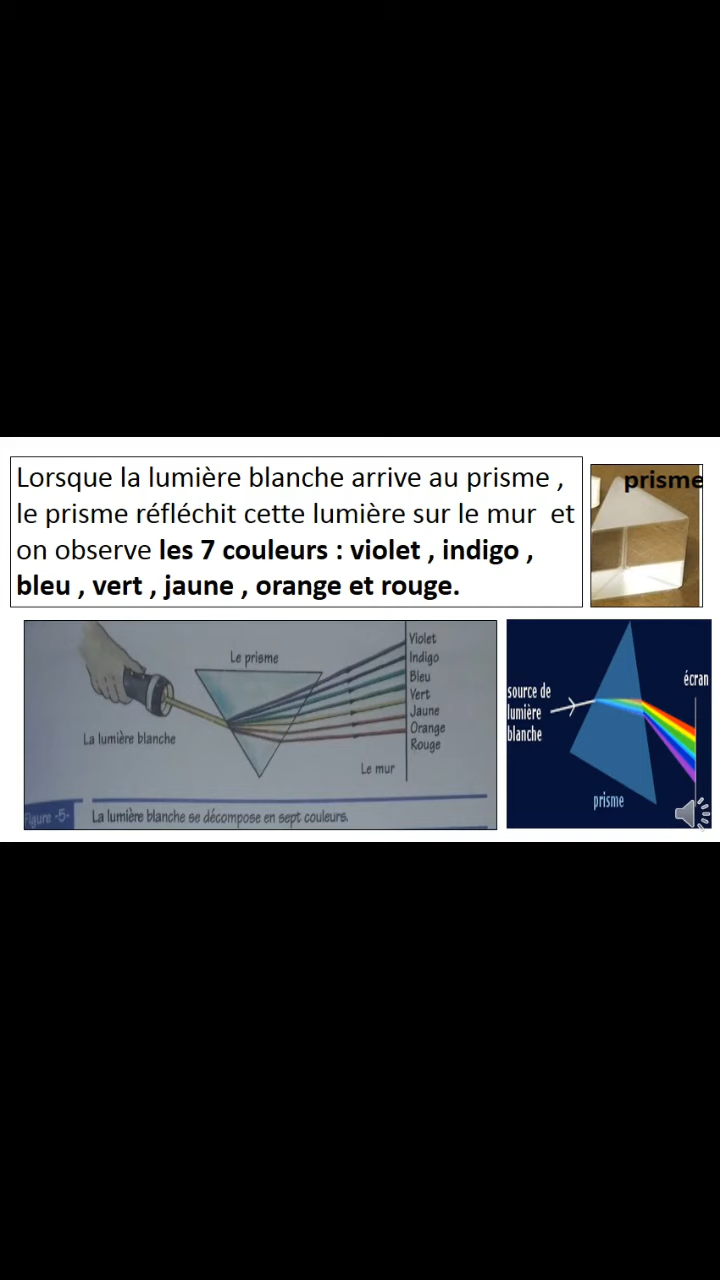 Lorsque la lumière blanche arrive au prisme ,
le prisme réfléchit cette lumière sur le mur et
on observe les 7 couleurs : violet , indigo ,
bleu , vert , jaune , orange et rouge.
prisme
Le prisme
La lumière blanche
Violet
Indigo
Bleu
Vert
Jaune
Orange
Rouge
Le mur
Figure -5-
La lumière blanche se décompose en sept couleurs.
source de
lumière
blanche
écran
prisme